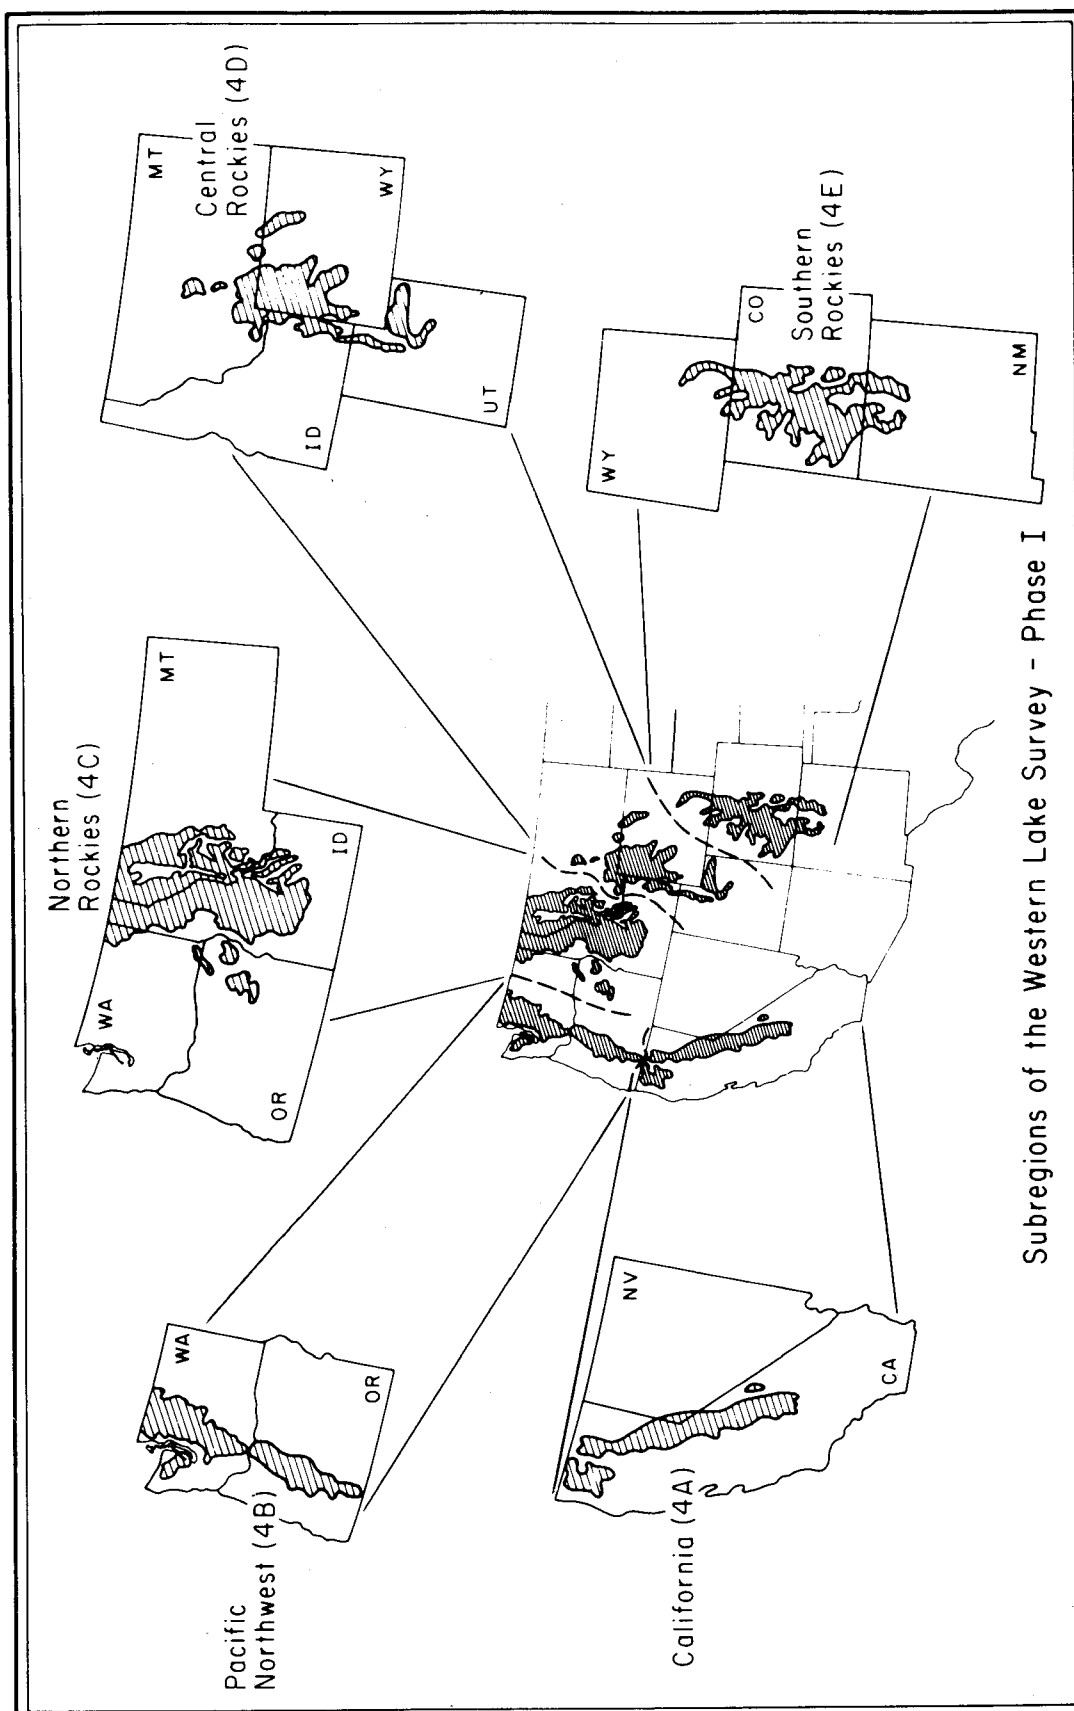 Pacific
Northwest (4B)
WA
OR
Northern
Rockies (4C)
WA
OR
MT
ID
Central
Rockies (4D)
MT
ID
WY
UT
California (4A)
NV
CA
Southern
Rockies (4E)
WY
CO
NM
Subregions of the Western Lake Survey - Phase I